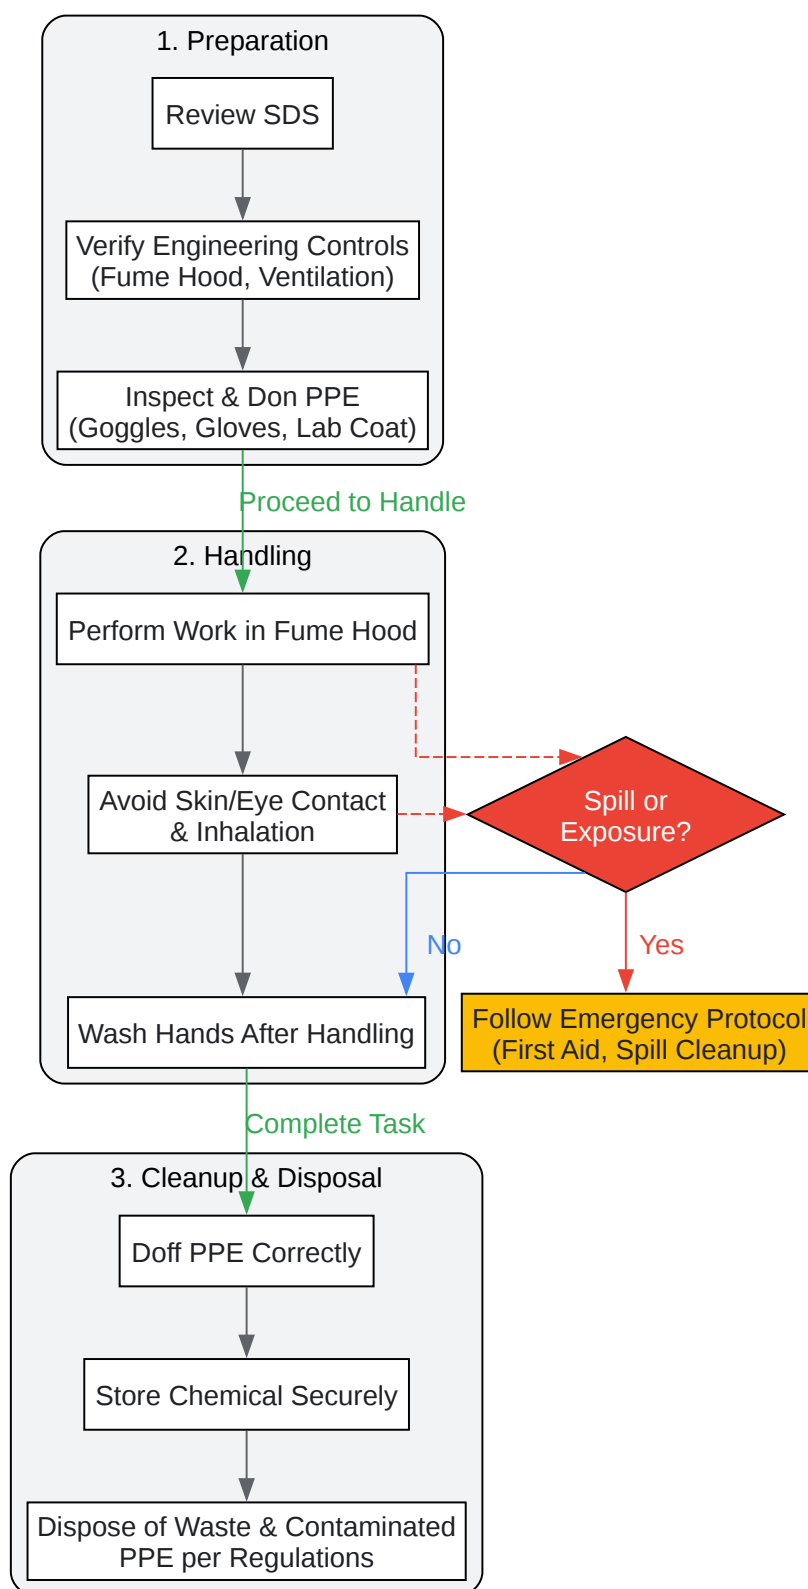 1. Preparation
Review SDS
Verify Engineering Controls
(Fume Hood, Ventilation)
Inspect & Don PPE
(Goggles, Gloves, Lab Coat)
Proceed to Handle
2. Handling
Perform Work in Fume Hood
Avoid Skin/Eye Contact
& Inhalation
Spill or
Exposure?
No
Yes
Wash Hands After Handling
Follow Emergency Protocol
(First Aid, Spill Cleanup)
Complete Task
3. Cleanup & Disposal
Doff PPE Correctly
Store Chemical Securely
Dispose of Waste & Contaminated
PPE per Regulations